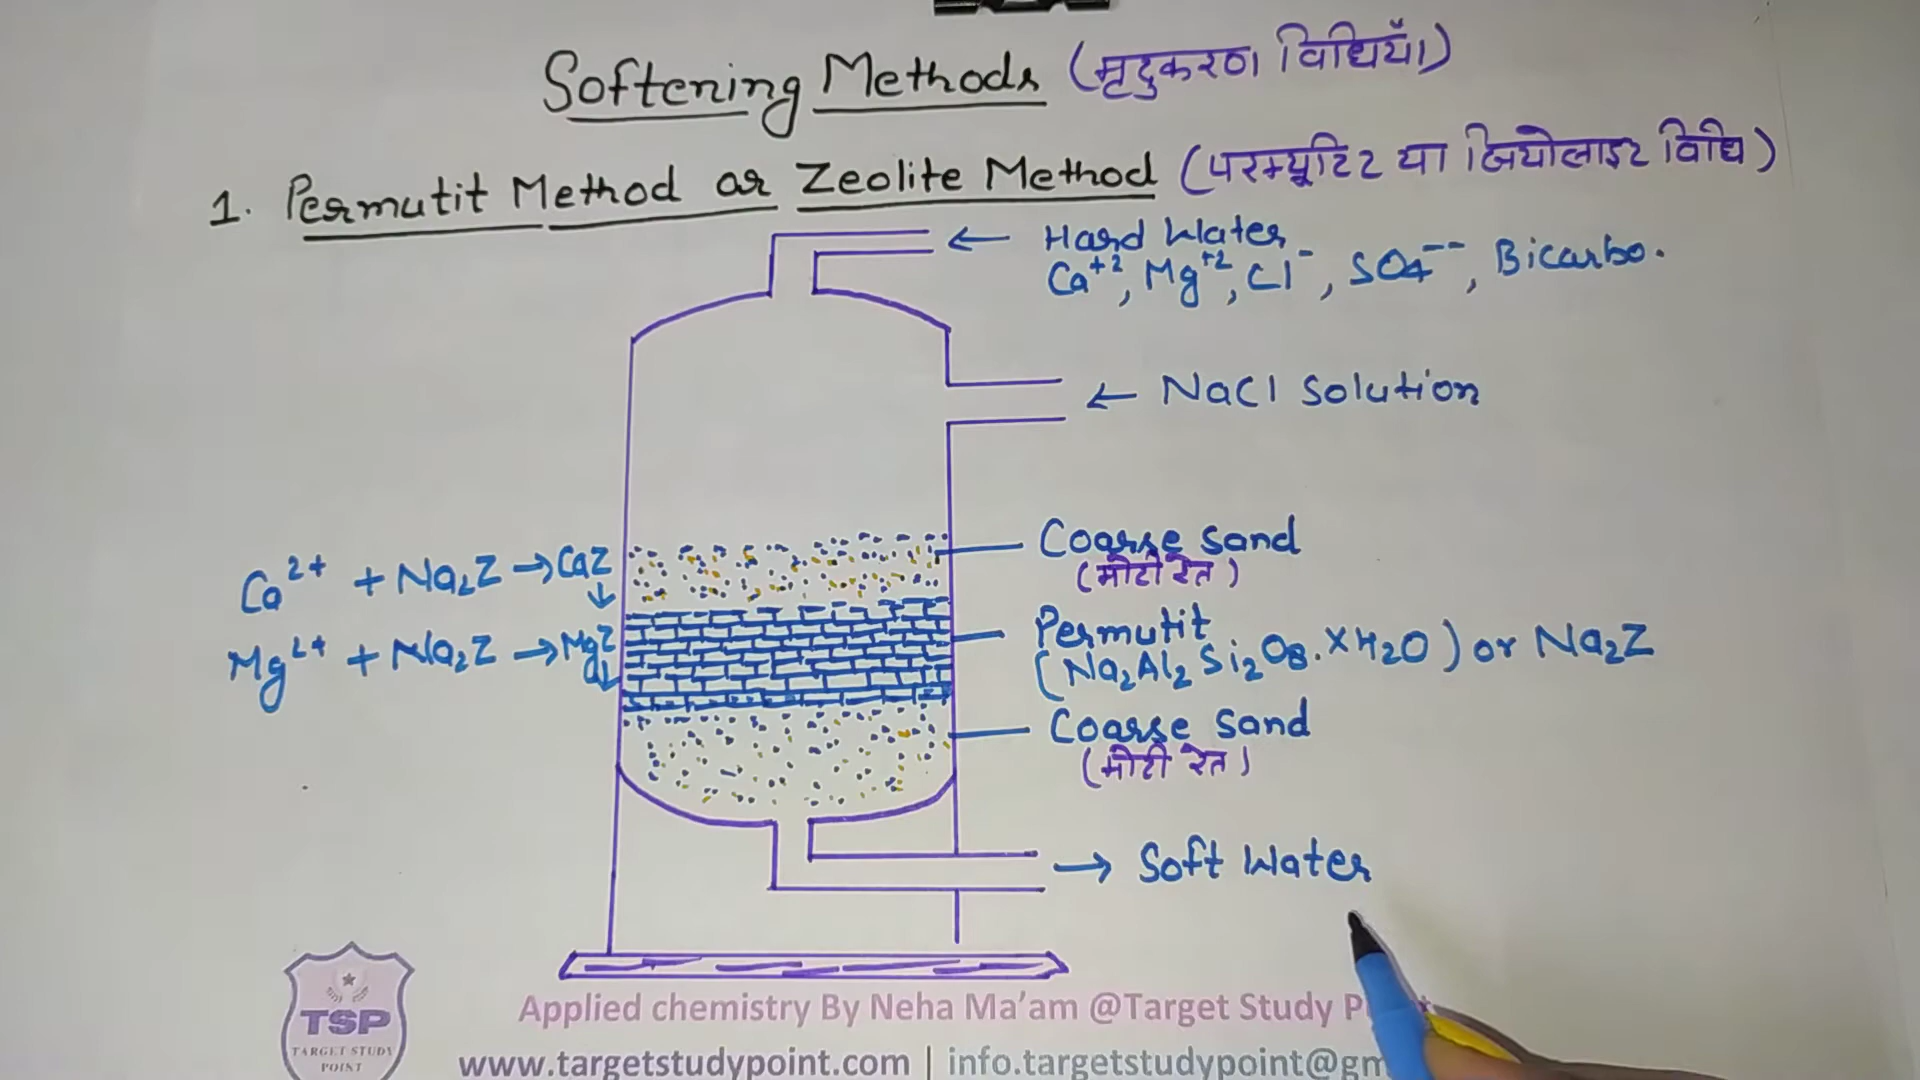 Softening Methods (मृदुकरण विधियाँ)
1. Permutit Method or Zeolite Method (परम्यूटिट या जियोलाइट विधि)
← Hard Water
Ca⁺², Mg⁺², Cl⁻, SO4⁻⁻, Bicarbo.
← NaCl Solution
Coarse Sand
(मोटी रेत)
Ca²⁺ + Na₂Z → CaZ ↓
Mg²⁺ + Na₂Z → MgZ ↓
Permutit
(Na₂Al₂Si₂O₈.XH₂O) or Na₂Z
Coarse Sand
(मोटी रेत)
→ Soft Water
TSP
TARGET STUDY
POINT
Applied chemistry By Neha Ma'am @Target Study P
www.targetstudypoint.com | info.targetstudypoint@gm